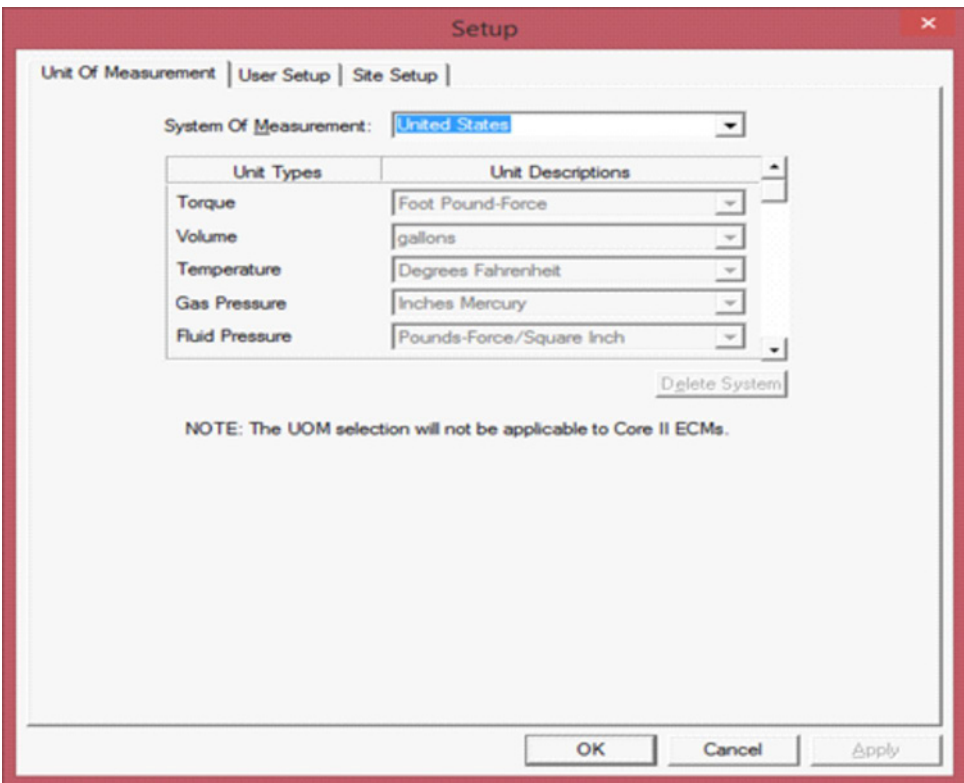 Setup
Unit Of Measurement User Setup Site Setup
System Of Measurement: United States
Unit Types Unit Descriptions
Torque Foot Pound-Force
Volume gallons
Temperature Degrees Fahrenheit
Gas Pressure Inches Mercury
Fluid Pressure Pounds-Force/Square Inch
Delete System
NOTE: The UOM selection will not be applicable to Core II ECMs.
OK Cancel Apply